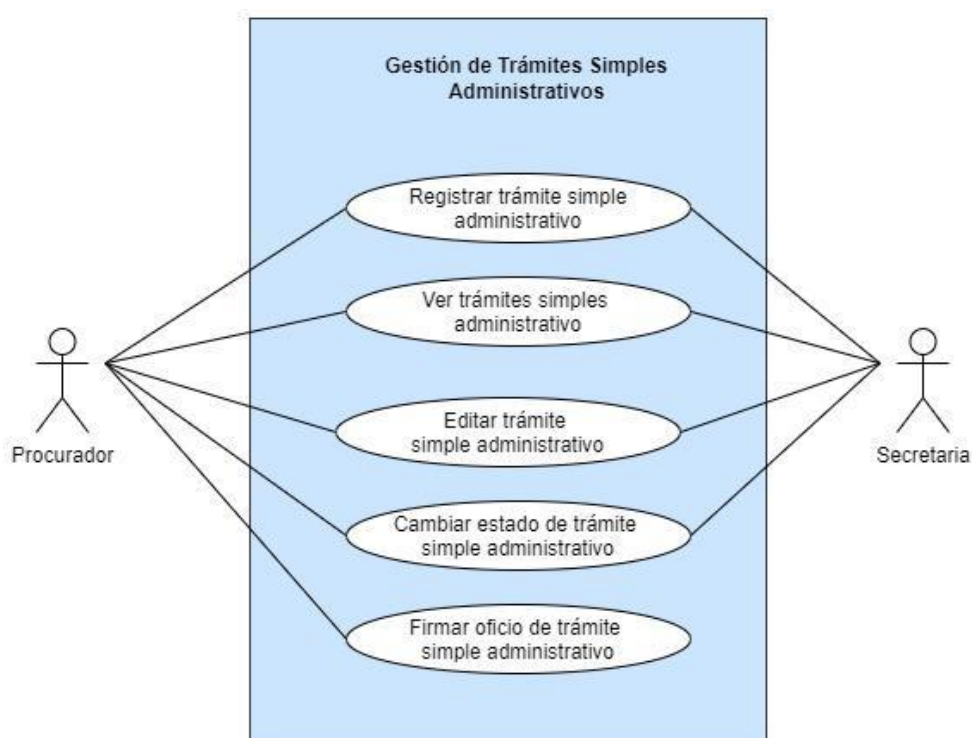 Gestión de Trámites Simples
Administrativos
Registrar trámite simple
administrativo
Ver trámites simples
administrativo
Editar trámite
simple administrativo
Procurador
Secretaria
Cambiar estado de trámite
simple administrativo
Firmar oficio de trámite
simple administrativo